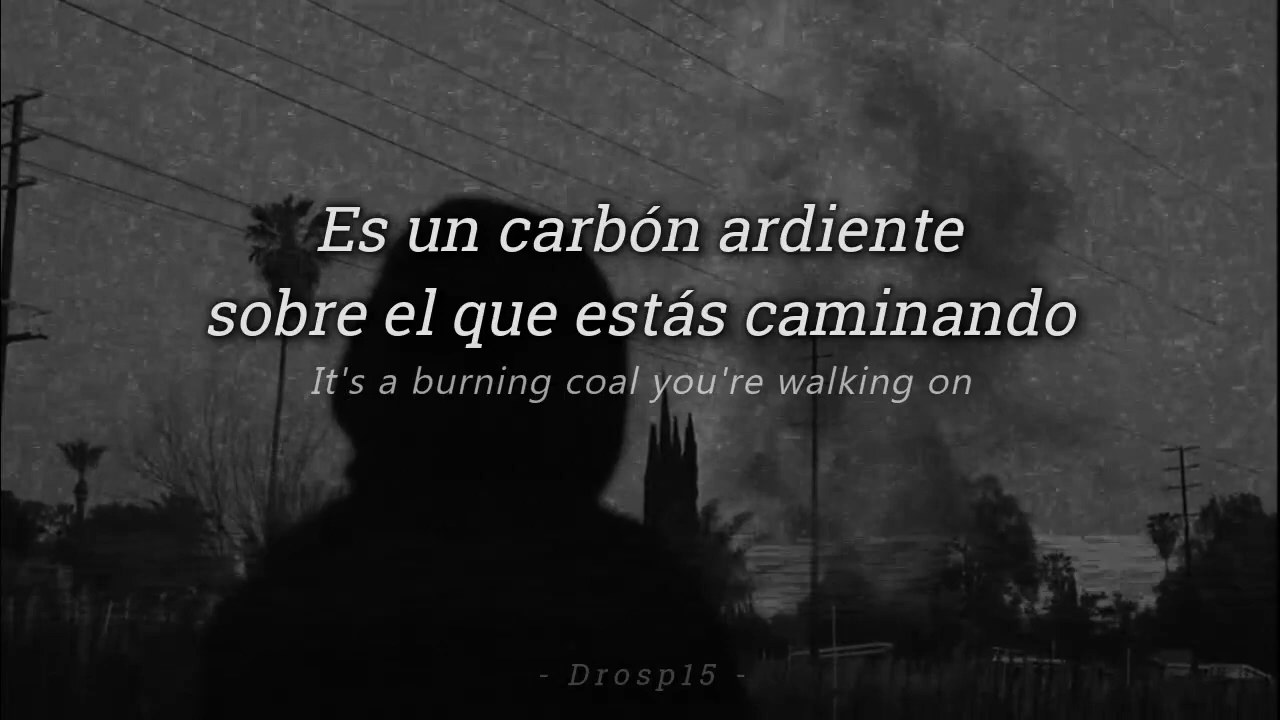 Es un carbón ardiente
sobre el que estás caminando
It's a burning coal you're walking on
- Drosp15 -